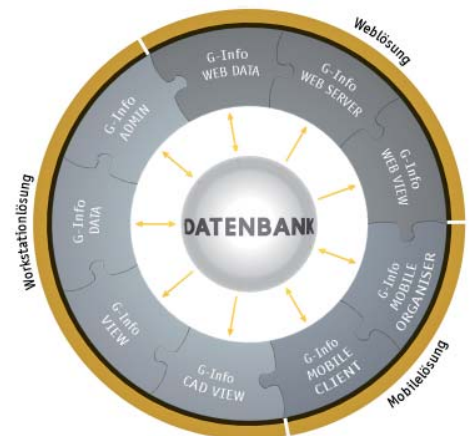 Weblösung
G-Info
WEB DATA
G-Info
WEB SERVER
G-Info
WEB VIEW
Mobilelösung
G-Info
MOBILE
ORGANISER
G-Info
MOBILE
CLIENT
Workstationlösung
G-Info
CAD VIEW
G-Info
VIEW
G-Info
DATA
G-Info
ADMIN
DATENBANK